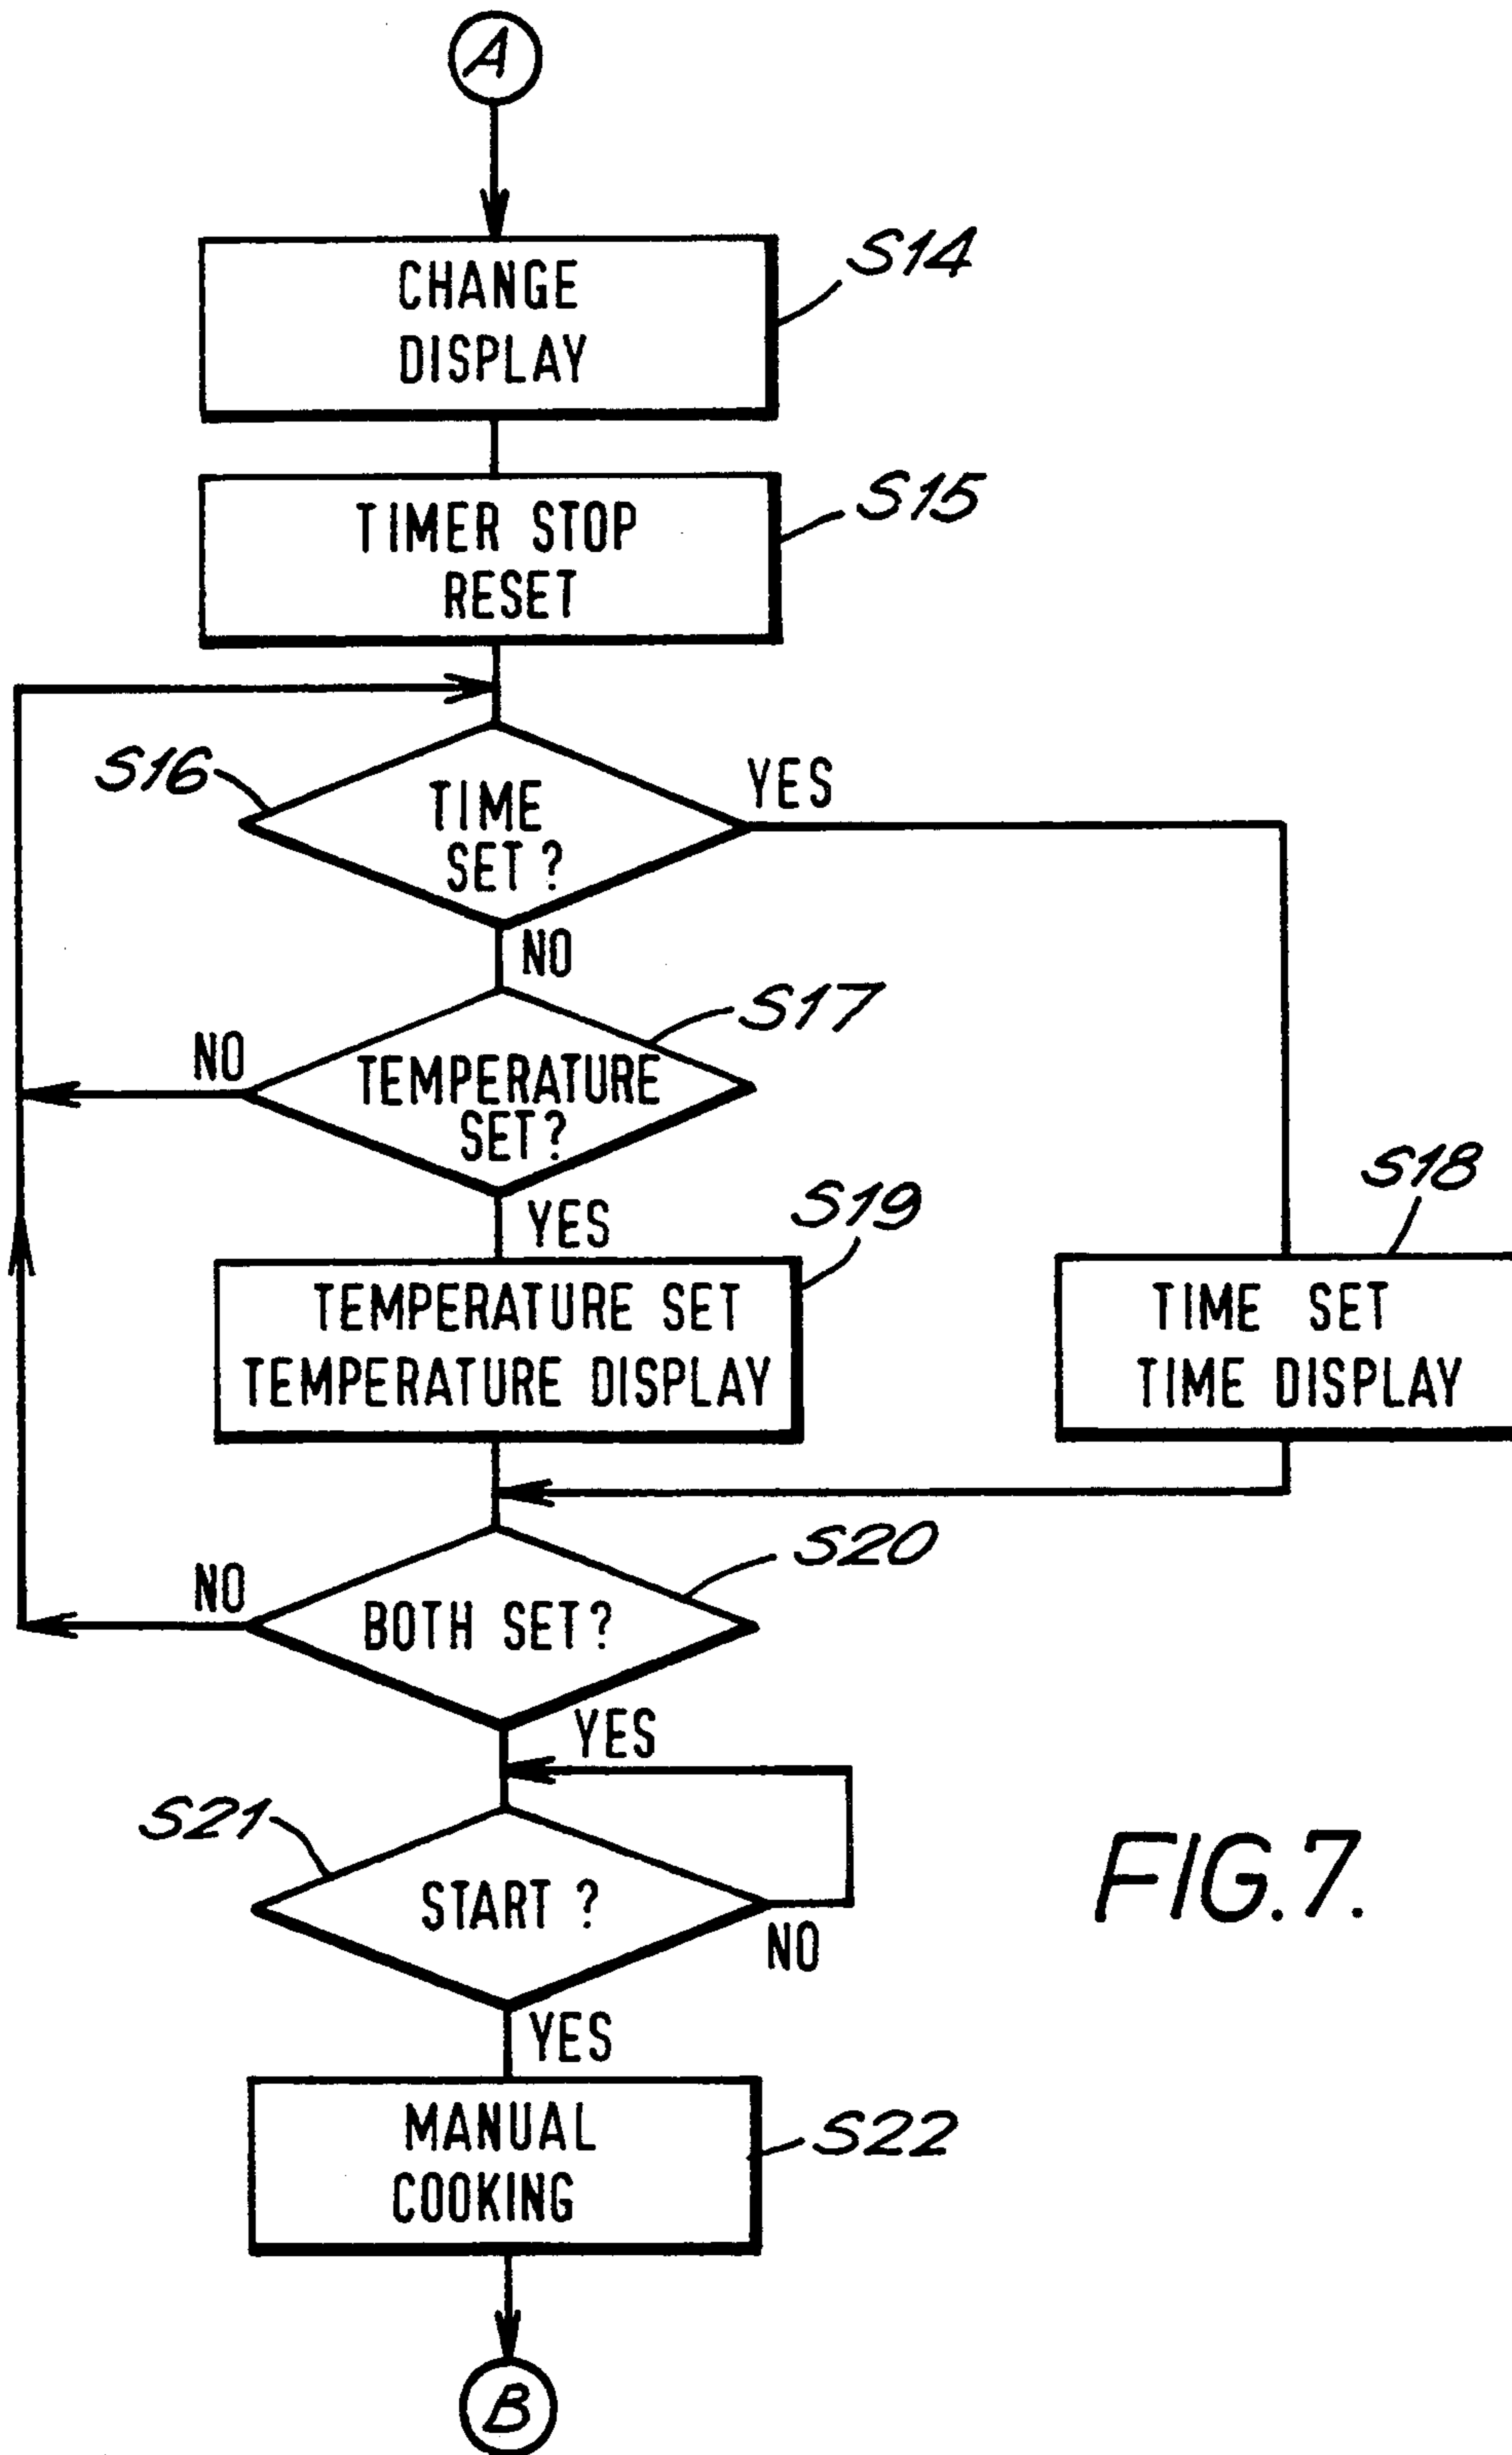 A
CHANGE
DISPLAY
S14
TIMER STOP
RESET
S15
S16
TIME
SET ?
YES
NO
S17
NO
TEMPERATURE
SET?
YES
S19
TEMPERATURE SET
TEMPERATURE DISPLAY
S18
TIME SET
TIME DISPLAY
S20
NO
BOTH SET?
YES
S21
START ?
NO
YES
MANUAL
COOKING
S22
B
FIG.7.